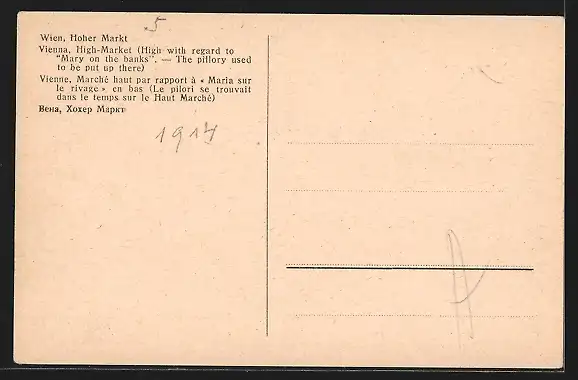 5
Wien, Hoher Markt
Vienna, High-Market (High with regard to
"Mary on the banks". — The pillory used
to be put up there)
Vienne, Marché haut par rapport à « Maria sur
le rivage » en bas (Le pilori se trouvait
dans le temps sur le Haut Marché)
Вена, Хохер Маркт
1917
A